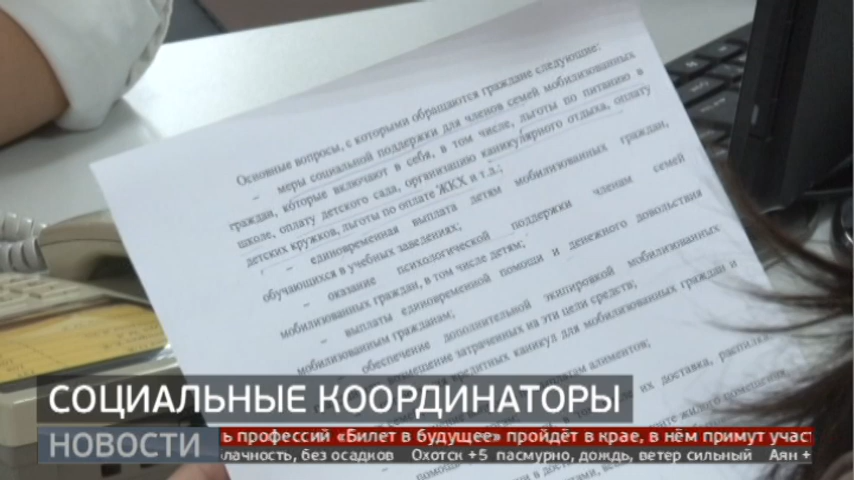 Основные вопросы, с которыми обращаются граждане следующие:
– меры социальной поддержки для членов семей мобилизованных
граждан, которые включают в себя, в том числе, льготы по питанию в
школе, оплату детского сада, организацию каникулярного отдыха, оплату
детских кружков, льготы по оплате ЖКХ и т.д.;
– единовременная выплата детям мобилизованных граждан,
обучающихся в учебных заведениях;
– оказание психологической поддержки членам семей
мобилизованных граждан, в том числе детям;
– выплаты единовременной помощи и денежного довольствия
мобилизованным гражданам;
– обеспечение дополнительной экипировкой мобилизованных
возмещение затраченных на эти цели средств;
кредитных каникул для мобилизованных граждан и
алиментов;
их доставка, распилка
жилого помещения,
СОЦИАЛЬНЫЕ КООРДИНАТОРЫ
НОВОСТИ
ь профессий «Билет в будущее» пройдёт в крае, в нём примут участ
лачность, без осадков Охотск +5 пасмурно, дождь, ветер сильный Аян +